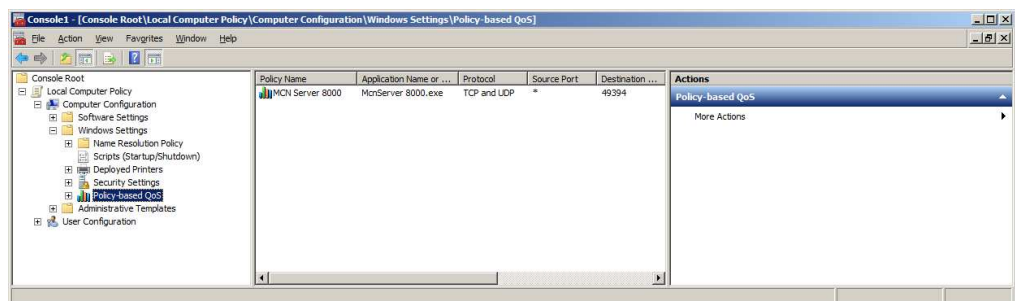 Console1 - [Console Root\Local Computer Policy\Computer Configuration\Windows Settings\Policy-based QoS]
File Action View Favorites Window Help
Console Root
Local Computer Policy
Computer Configuration
Software Settings
Windows Settings
Name Resolution Policy
Scripts (Startup/Shutdown)
Deployed Printers
Security Settings
Policy-based QoS
Administrative Templates
User Configuration
Policy Name Application Name or ... Protocol Source Port Destination ...
MCN Server 8000 McnServer 8000.exe TCP and UDP * 49394
Actions
Policy-based QoS
More Actions